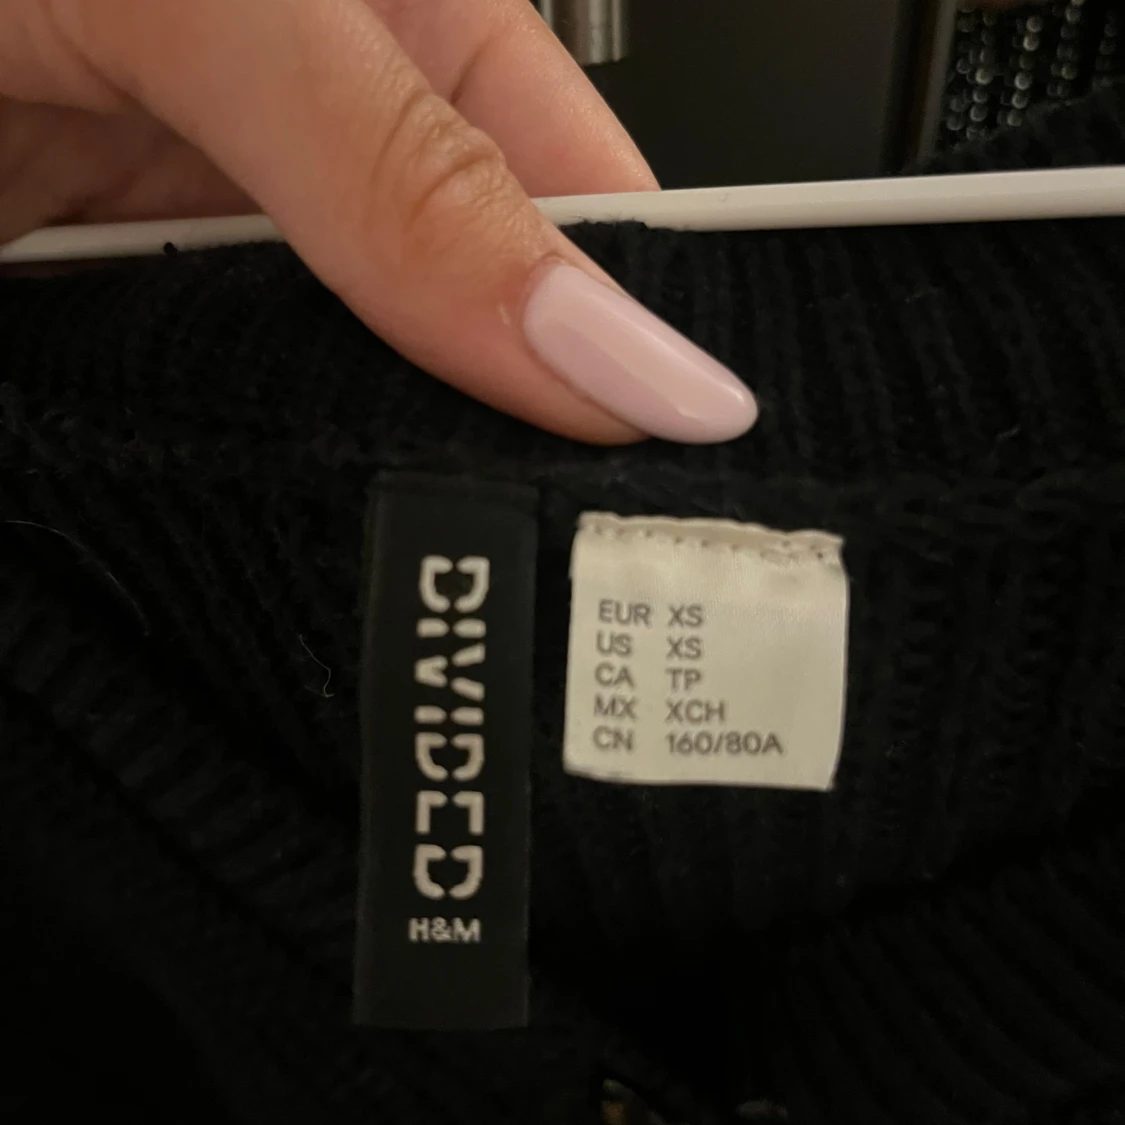 DIVIDED
H&M
EUR XS
US XS
CA TP
MX XCH
CN 160/80A